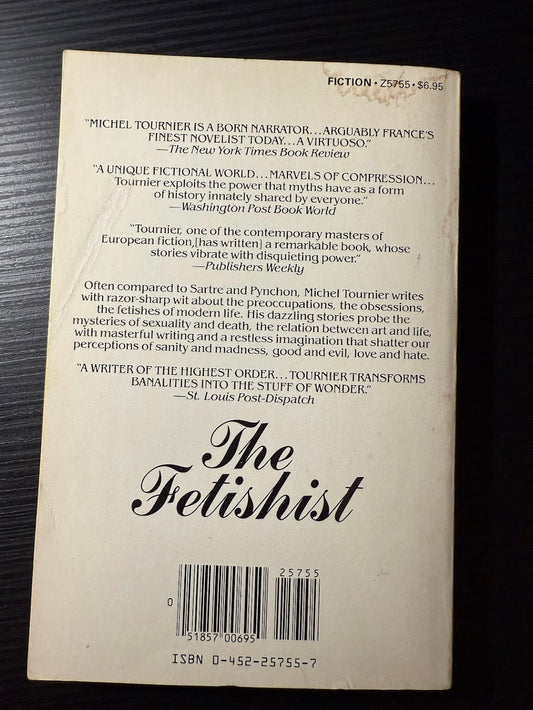 FICTION • Z5755 • $6.95
“MICHEL TOURNIER IS A BORN NARRATOR...ARGUABLY FRANCE'S
FINEST NOVELIST TODAY...A VIRTUOSO.”
—The New York Times Book Review
“A UNIQUE FICTIONAL WORLD...MARVELS OF COMPRESSION...
Tournier exploits the power that myths have as a form
of history innately shared by everyone.”
—Washington Post Book World
“Tournier, one of the contemporary masters of
European fiction,[has written] a remarkable book, whose
stories vibrate with disquieting power.”
—Publishers Weekly
Often compared to Sartre and Pynchon, Michel Tournier writes
with razor-sharp wit about the preoccupations, the obsessions,
the fetishes of modern life. His dazzling stories probe the
mysteries of sexuality and death, the relation between art and life,
with masterful writing and a restless imagination that shatter our
perceptions of sanity and madness, good and evil, love and hate.
“A WRITER OF THE HIGHEST ORDER...TOURNIER TRANSFORMS
BANALITIES INTO THE STUFF OF WONDER.”
—St. Louis Post-Dispatch
The
Fetishist
25755
0
51857 00695
ISBN 0-452-25755-7